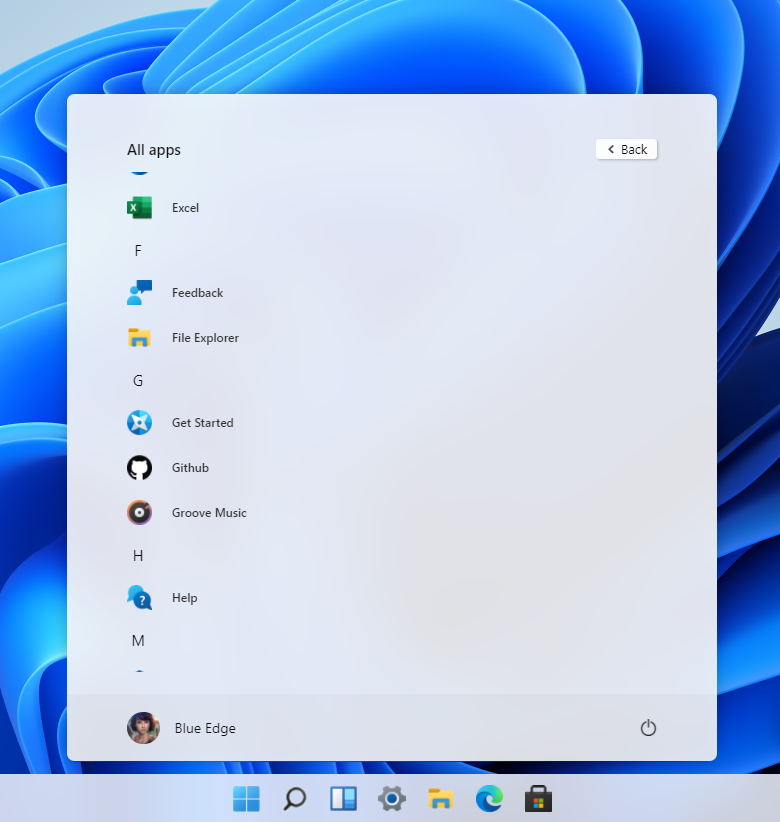 All apps
Back
Excel
F
Feedback
File Explorer
G
Get Started
Github
Groove Music
H
Help
M
Blue Edge